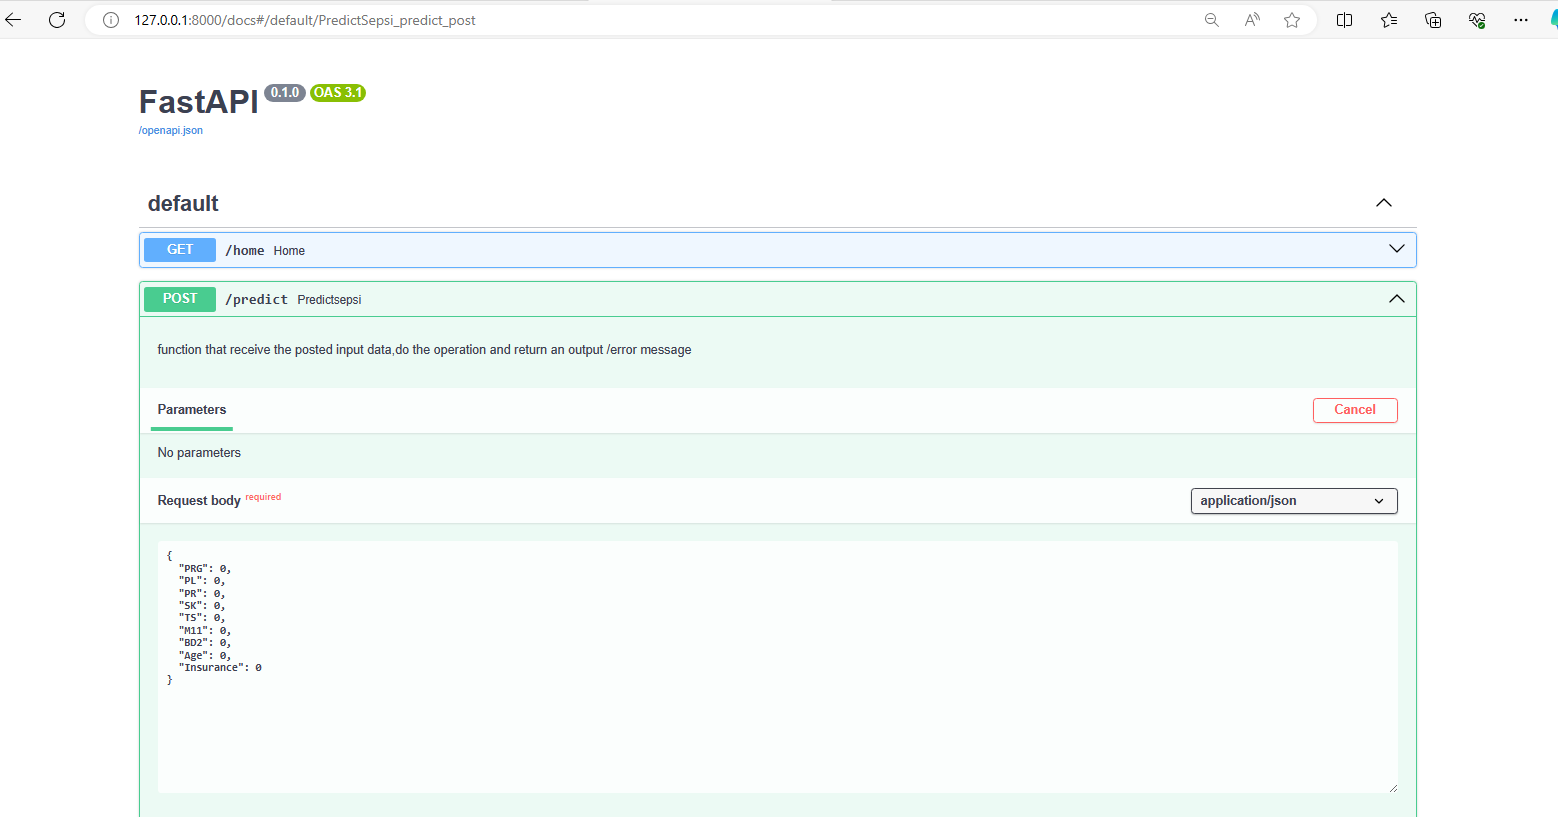 127.0.0.1:8000/docs#/default/PredictSepsi_predict_post
FastAPI 0.1.0 OAS 3.1
/openapi.json
default
GET /home Home
POST /predict Predictsepsi
function that receive the posted input data,do the operation and return an output /error message
Parameters Cancel
No parameters
Request body required application/json
{
  "PRG": 0,
  "PL": 0,
  "PR": 0,
  "SK": 0,
  "TS": 0,
  "M11": 0,
  "BD2": 0,
  "Age": 0,
  "Insurance": 0
}